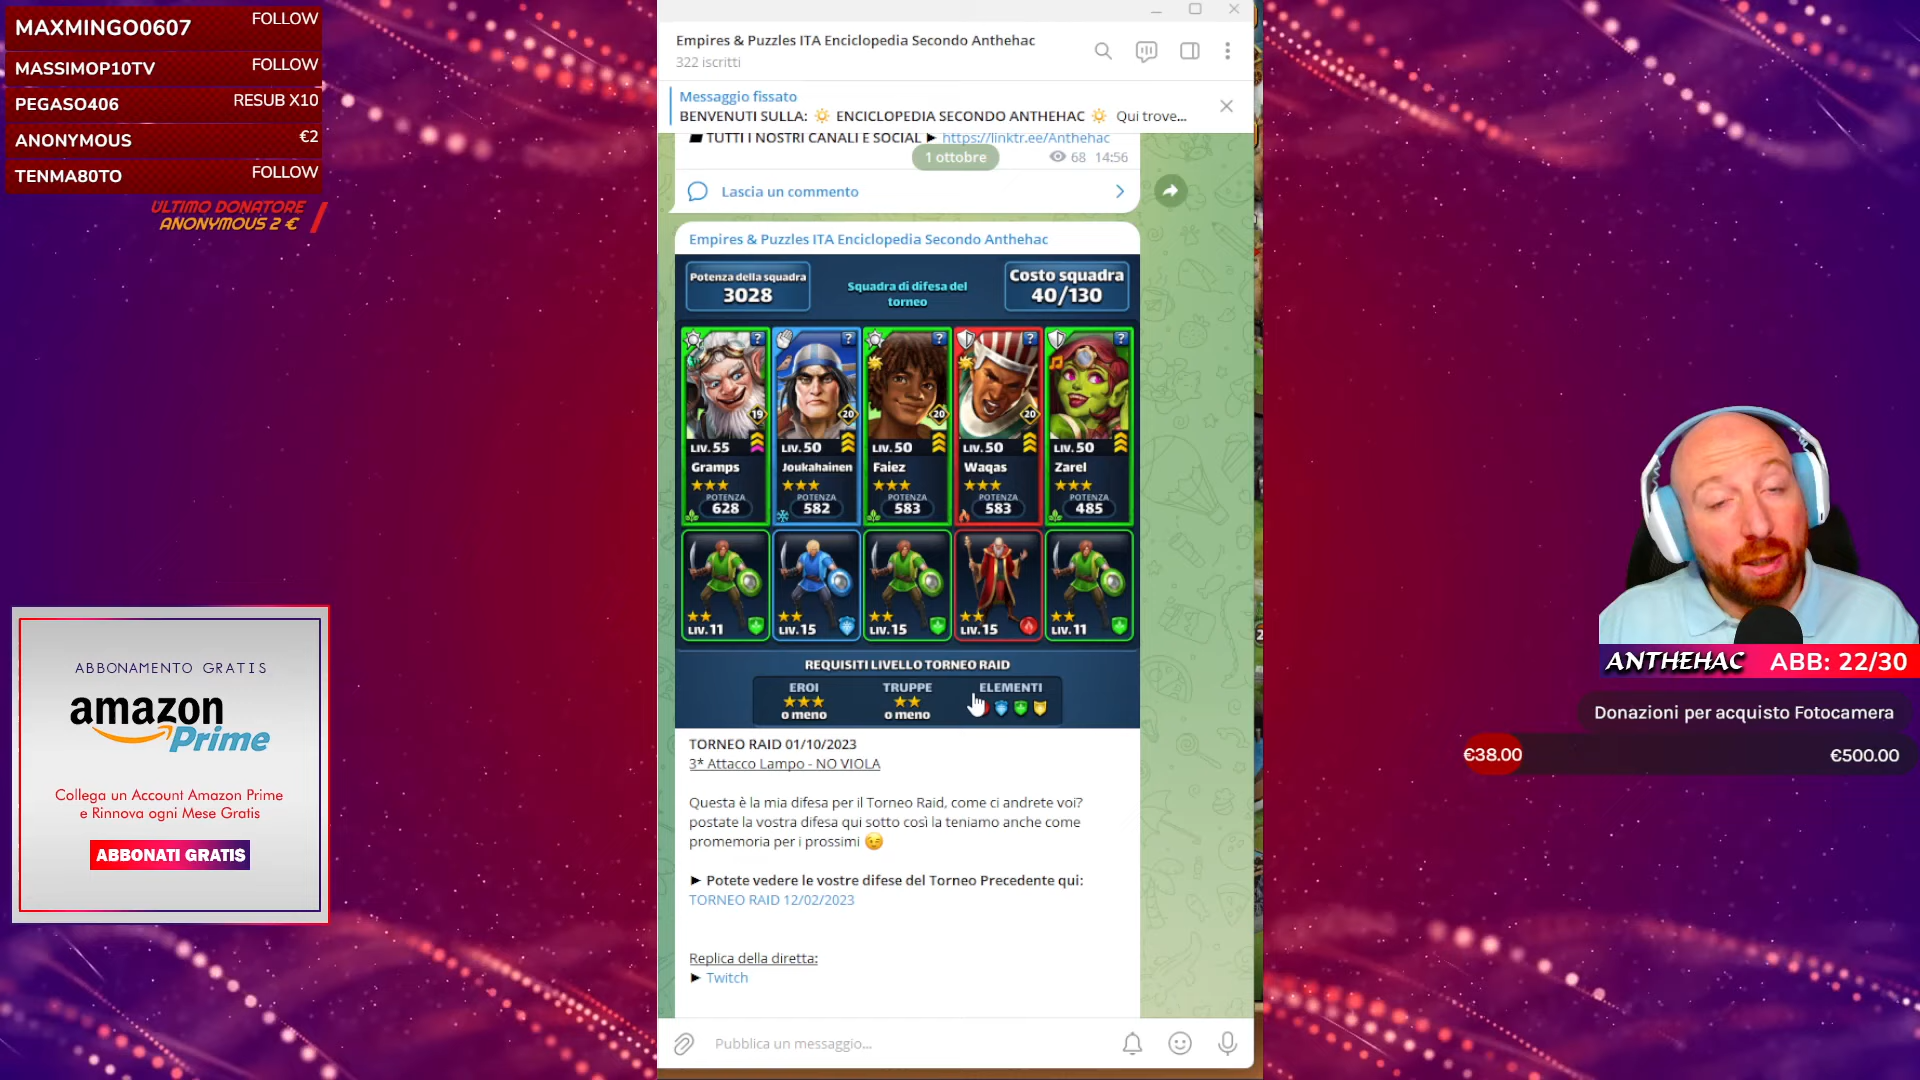 MAXMINGO0607 FOLLOW
MASSIMOP10TV FOLLOW
PEGASO406 RESUB X10
ANONYMOUS €2
TENMA80TO FOLLOW
ULTIMO DONATORE
ANONYMOUS 2 €
ABBONAMENTO GRATIS
amazon
Prime
Collega un Account Amazon Prime
e Rinnova ogni Mese Gratis
ABBONATI GRATIS
Empires & Puzzles ITA Enciclopedia Secondo Anthehac
322 iscritti
Messaggio fissato
BENVENUTI SULLA: ☀️ ENCICLOPEDIA SECONDO ANTHEHAC ☀️ Qui trove...
TUTTI I NOSTRI CANALI E SOCIAL ► https://linktr.ee/Anthehac
1 ottobre
68 14:56
Lascia un commento
Empires & Puzzles ITA Enciclopedia Secondo Anthehac
Potenza della squadra
3028
Squadra di difesa del
torneo
Costo squadra
40/130
? ? ? ? ?
19 20 20 20
LIV.55 LIV.50 LIV.50 LIV.50 LIV.50
Gramps Joukahainen Faiez Waqas Zarel
POTENZA POTENZA POTENZA POTENZA POTENZA
628 582 583 583 485
LIV.11 LIV.15 LIV.15 LIV.15 LIV.11
REQUISITI LIVELLO TORNEO RAID
EROI TRUPPE ELEMENTI
o meno o meno
TORNEO RAID 01/10/2023
3* Attacco Lampo - NO VIOLA
Questa è la mia difesa per il Torneo Raid, come ci andrete voi?
postate la vostra difesa qui sotto così la teniamo anche come
promemoria per i prossimi 😉
► Potete vedere le vostre difese del Torneo Precedente qui:
TORNEO RAID 12/02/2023
Replica della diretta:
► Twitch
Pubblica un messaggio...
ANTHEHAC ABB: 22/30
Donazioni per acquisto Fotocamera
€38.00 €500.00